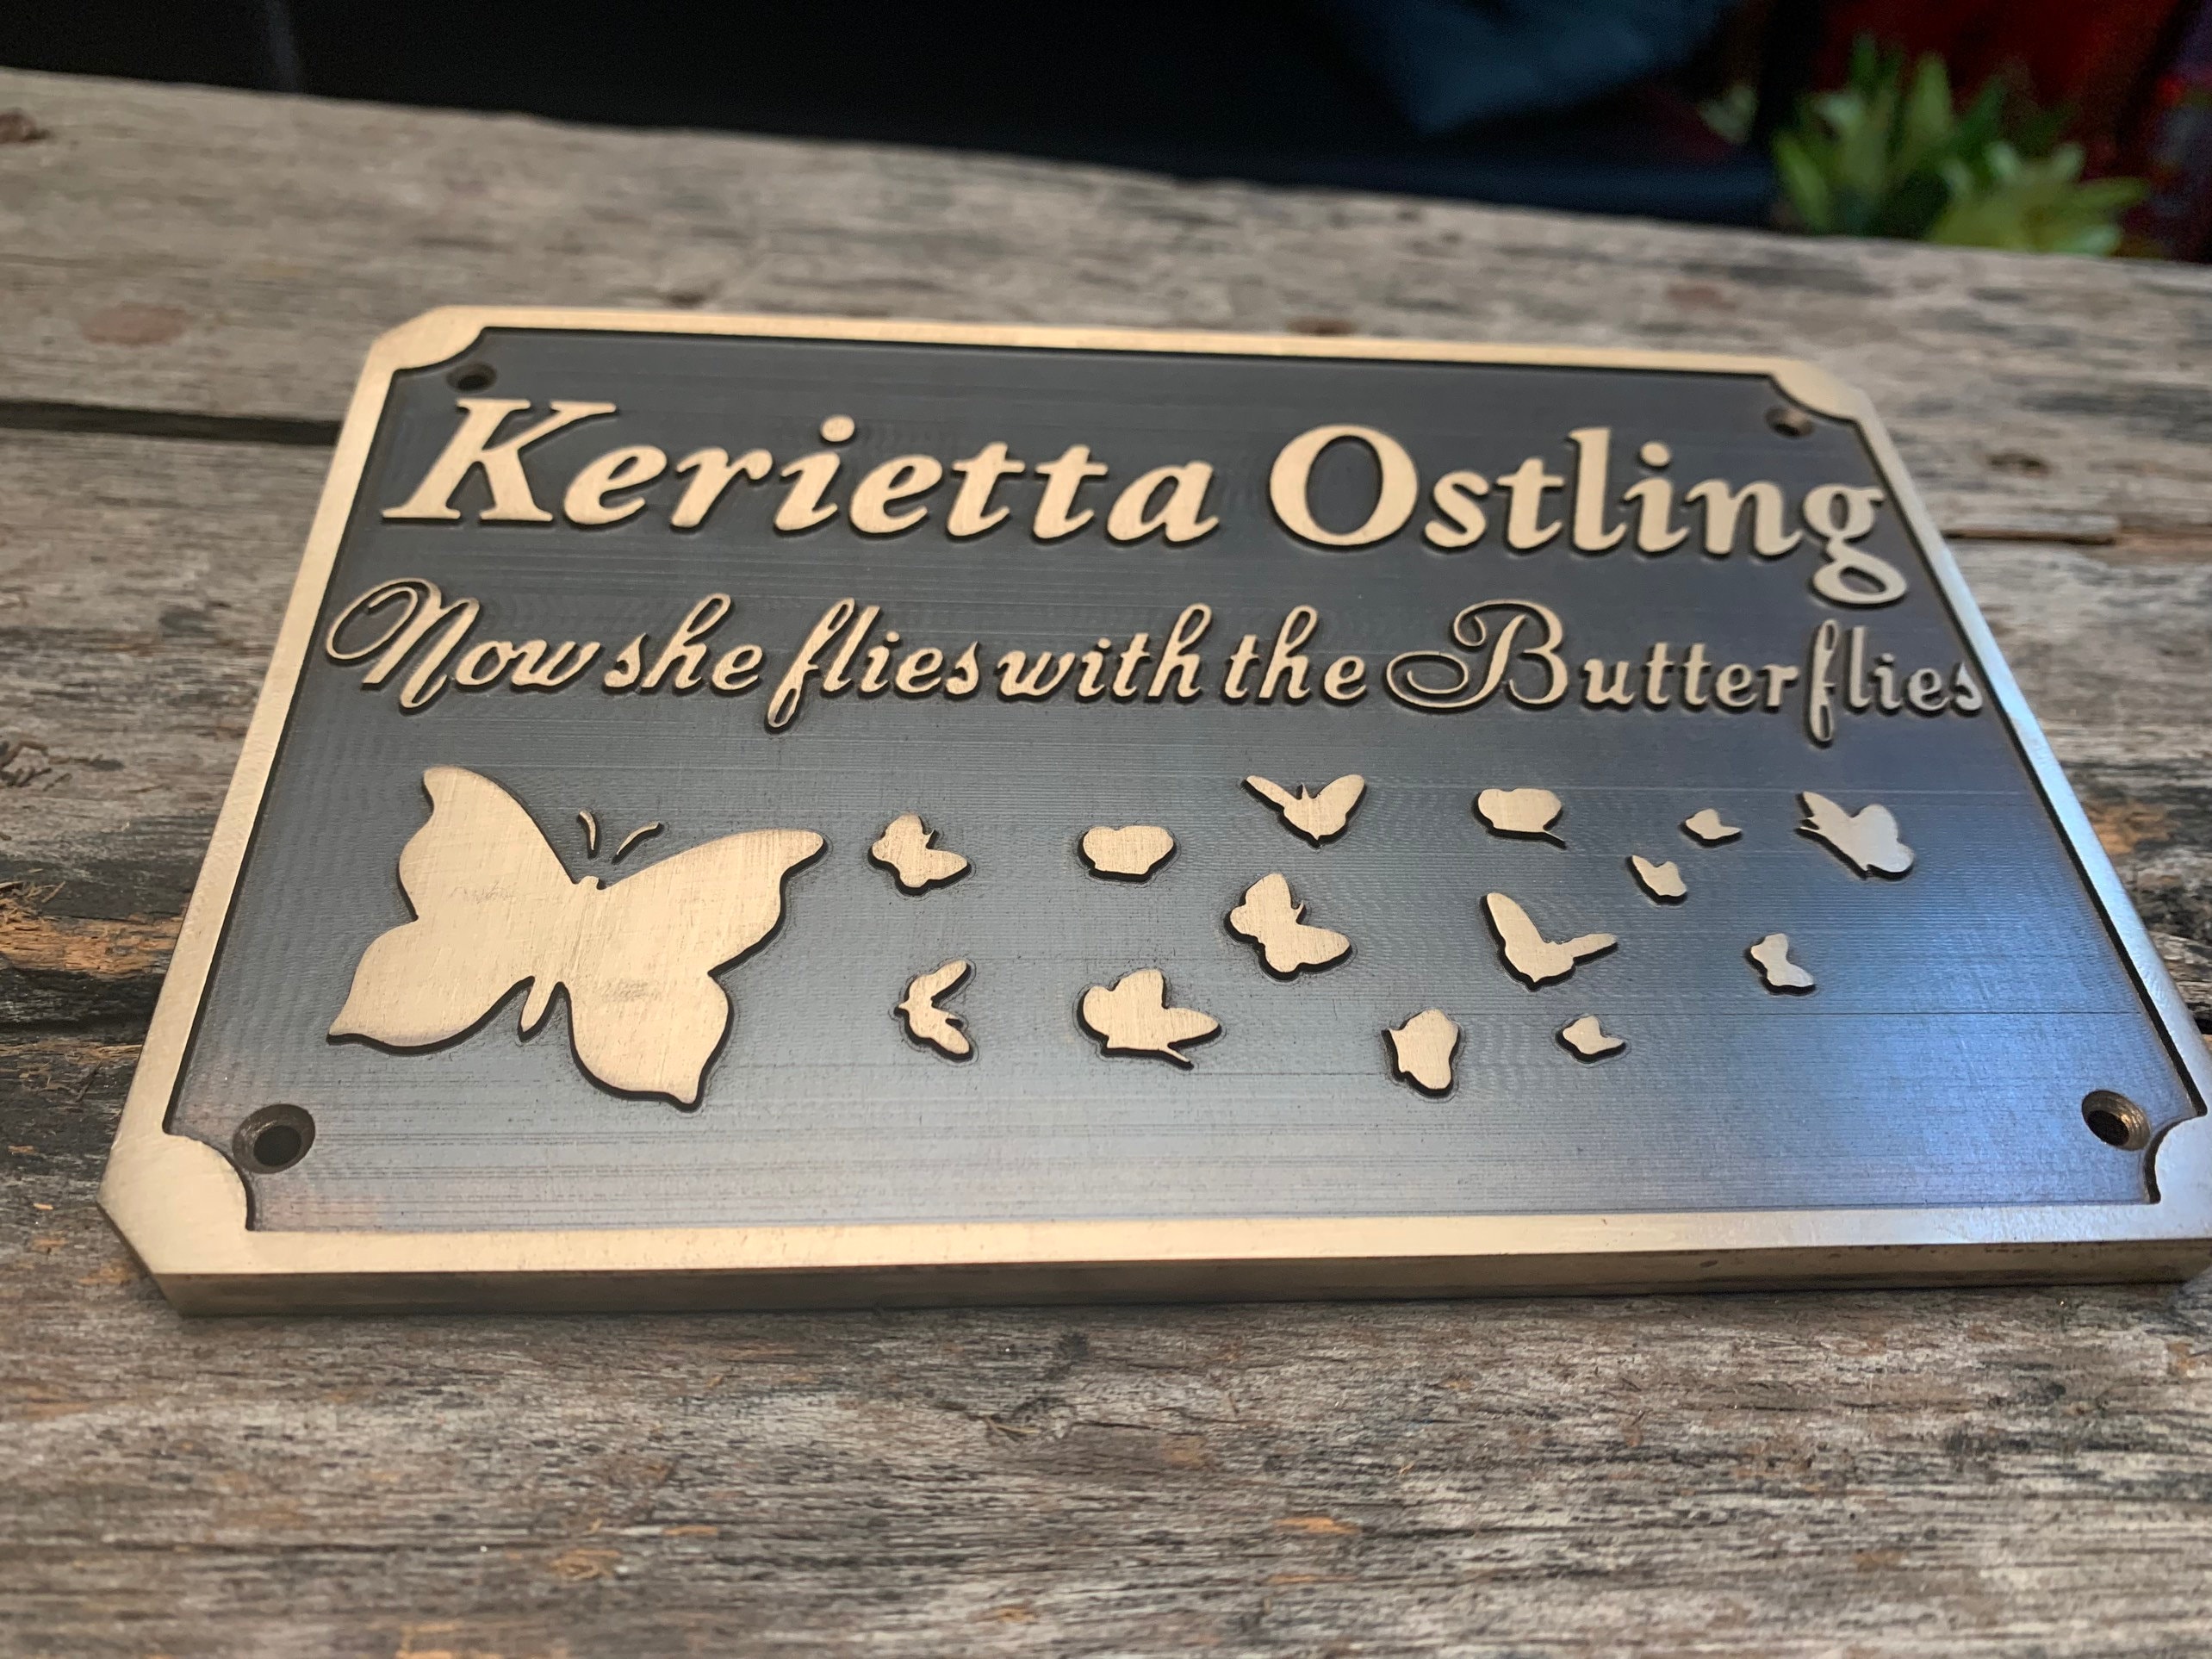 Kerietta Ostling
Now she flies with the Butterflies